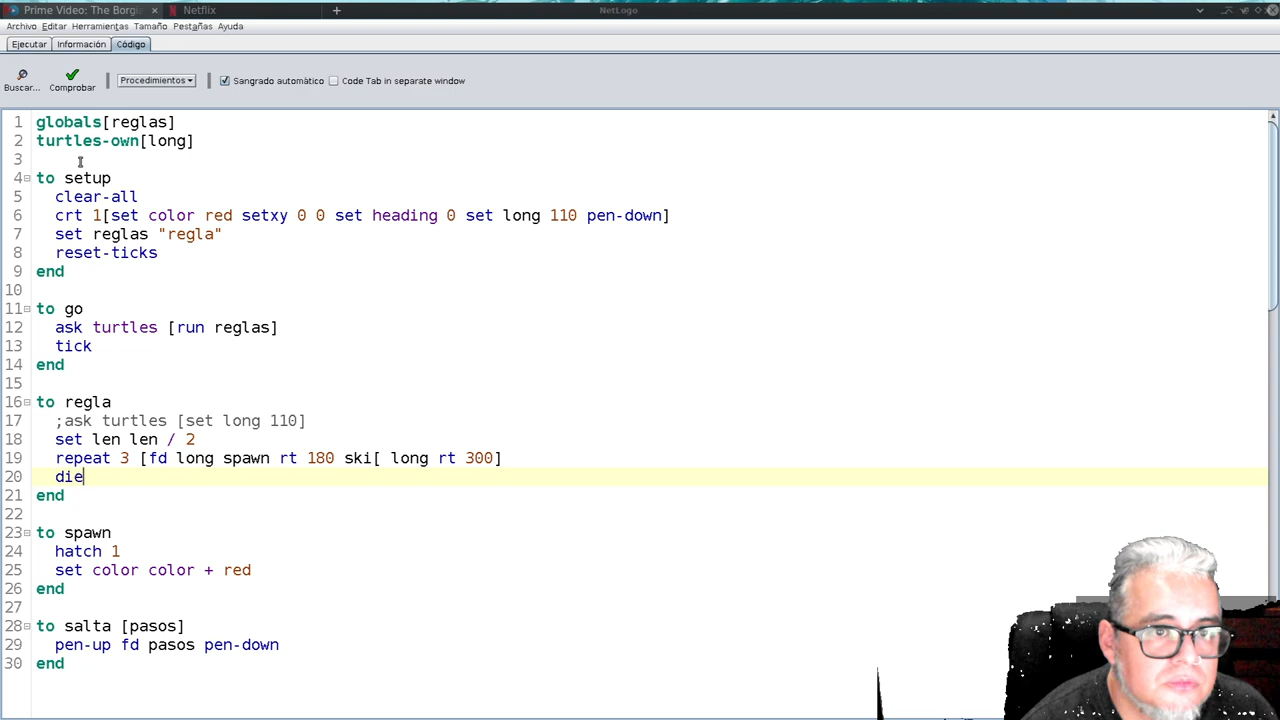 Prime Video: The Borgi
Netflix
NetLogo
Archivo Editar Herramientas Tamaño Pestañas Ayuda
Ejecutar Información Código
Buscar... Comprobar Procedimientos Sangrado automático Code Tab in separate window
1 globals[reglas]
2 turtles-own[long]
3
4 to setup
5 clear-all
6 crt 1[set color red setxy 0 0 set heading 0 set long 110 pen-down]
7 set reglas "regla"
8 reset-ticks
9 end
10
11 to go
12 ask turtles [run reglas]
13 tick
14 end
15
16 to regla
17 ;ask turtles [set long 110]
18 set len len / 2
19 repeat 3 [fd long spawn rt 180 ski[ long rt 300]
20 die
21 end
22
23 to spawn
24 hatch 1
25 set color color + red
26 end
27
28 to salta [pasos]
29 pen-up fd pasos pen-down
30 end